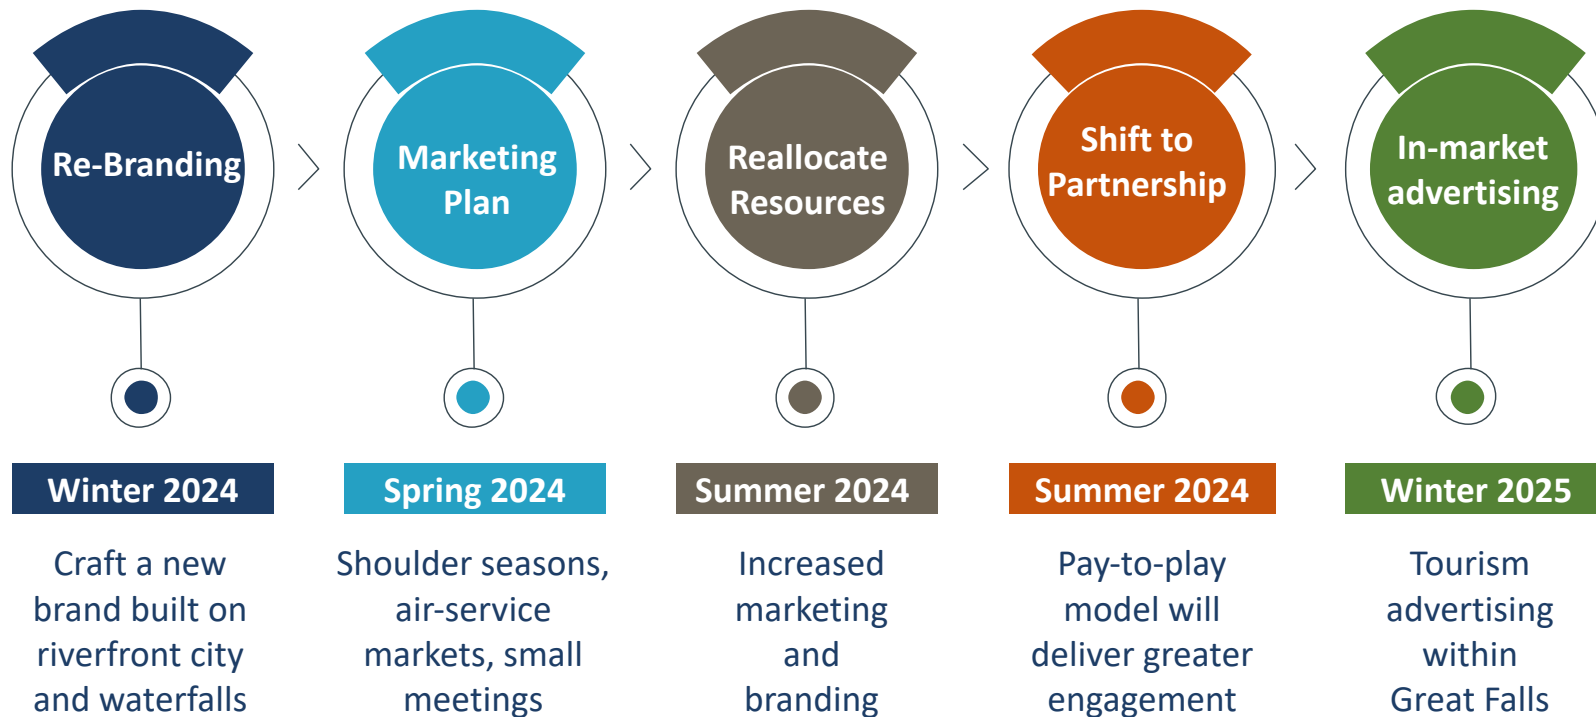 Re-Branding
Marketing
Plan
Reallocate
Resources
Shift to
Partnership
In-market
advertising
Winter 2024
Craft a new
brand built on
riverfront city
and waterfalls
Spring 2024
Shoulder seasons,
air-service
markets, small
meetings
Summer 2024
Increased
marketing
and
branding
Summer 2024
Pay-to-play
model will
deliver greater
engagement
Winter 2025
Tourism
advertising
within
Great Falls